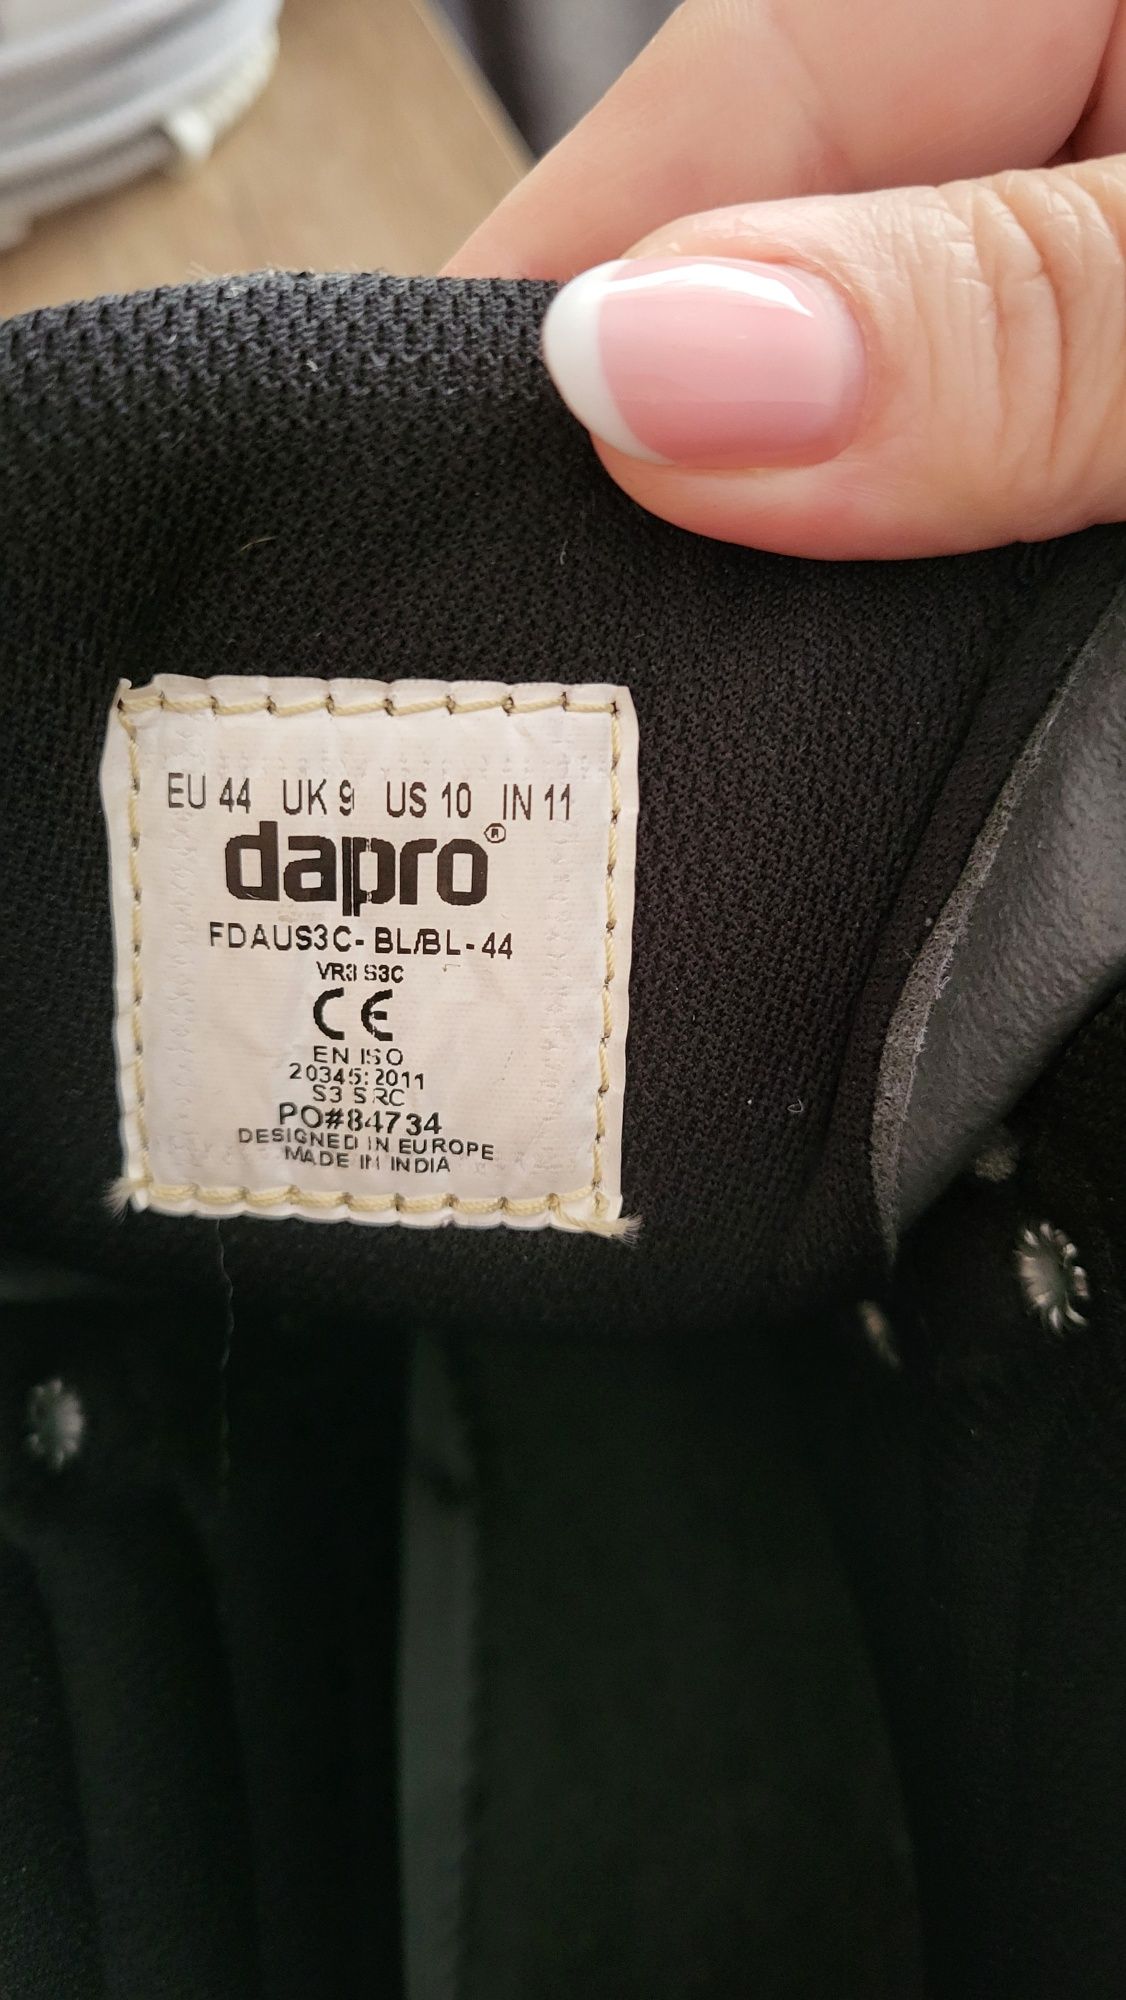 EU 44 UK 9 US 10 IN 11
dapro®
FDAUS3C-BL/BL-44
VR3 S3C
CE
EN ISO
20345:2011
S3 SRC
PO#84734
DESIGNED IN EUROPE
MADE IN INDIA